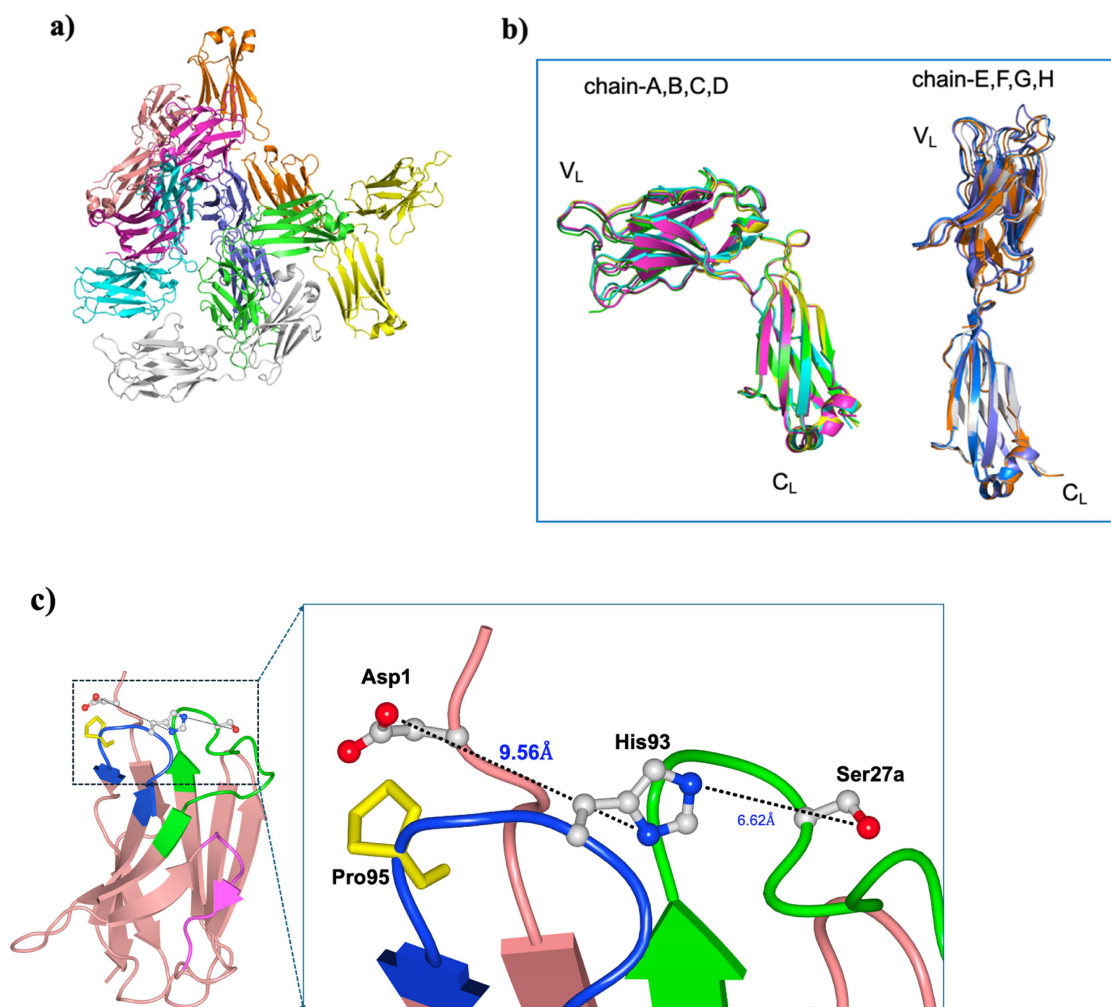 a)
b)
chain-A,B,C,D
chain-E,F,G,H
VL
VL
CL
CL
c)
Asp1
9.56Å
His93
Ser27a
6.62Å
Pro95